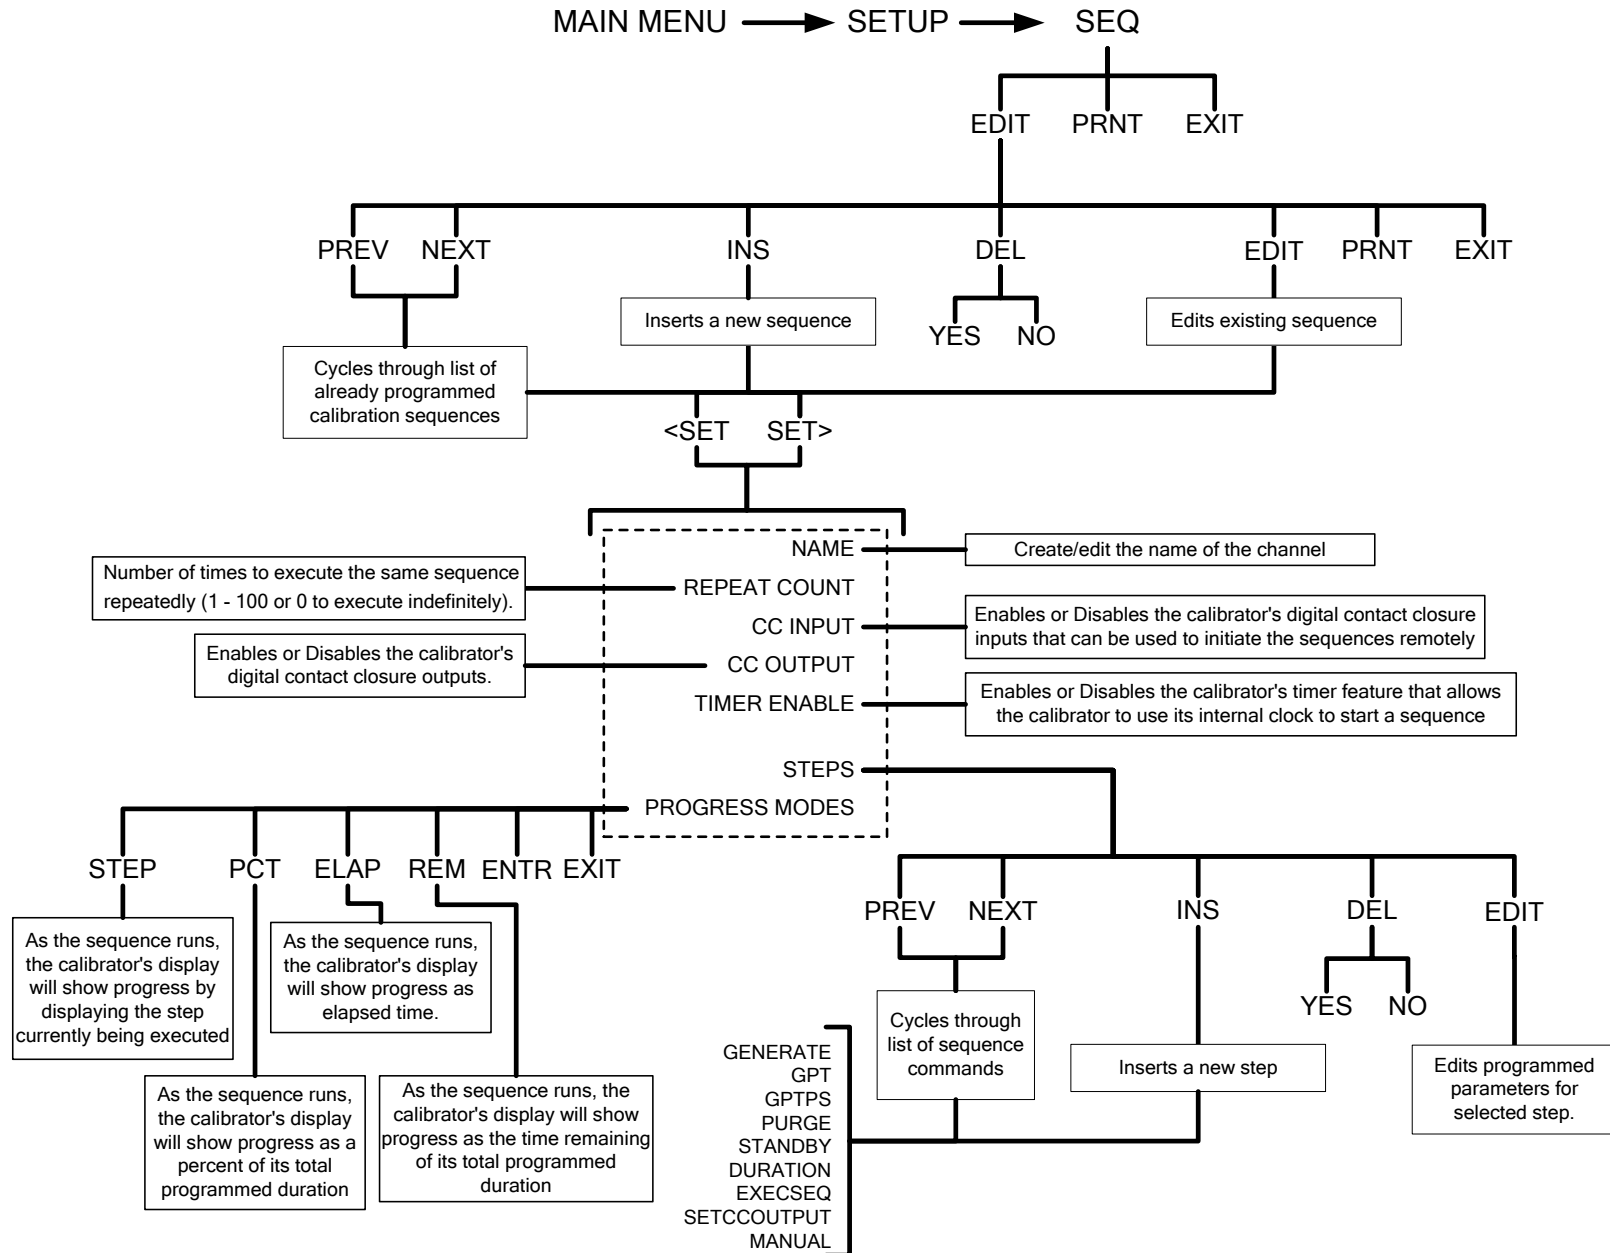 MAIN MENU SETUP SEQ
EDIT PRNT EXIT
PREV NEXT INS DEL EDIT PRNT EXIT
Inserts a new sequence
YES NO
Edits existing sequence
Cycles through list of
already programmed
calibration sequences
<SET SET>
NAME
Create/edit the name of the channel
Number of times to execute the same sequence
repeatedly (1 - 100 or 0 to execute indefinitely).
REPEAT COUNT
CC INPUT
Enables or Disables the calibrator's digital contact closure
inputs that can be used to initiate the sequences remotely
Enables or Disables the calibrator's
digital contact closure outputs.
CC OUTPUT
TIMER ENABLE
Enables or Disables the calibrator's timer feature that allows
the calibrator to use its internal clock to start a sequence
STEPS
PROGRESS MODES
STEP PCT ELAP REM ENTR EXIT
As the sequence runs,
the calibrator's display
will show progress by
displaying the step
currently being executed
As the sequence runs,
the calibrator's display
will show progress as
elapsed time.
As the sequence runs,
the calibrator's display
will show progress as a
percent of its total
programmed duration
As the sequence runs, the
calibrator's display will show
progress as the time remaining
of its total programmed
duration
PREV NEXT INS DEL EDIT
YES NO
Cycles through
list of sequence
commands
Inserts a new step
Edits programmed
parameters for
selected step.
GENERATE
GPT
GPTPS
PURGE
STANDBY
DURATION
EXECSEQ
SETCCOUTPUT
MANUAL